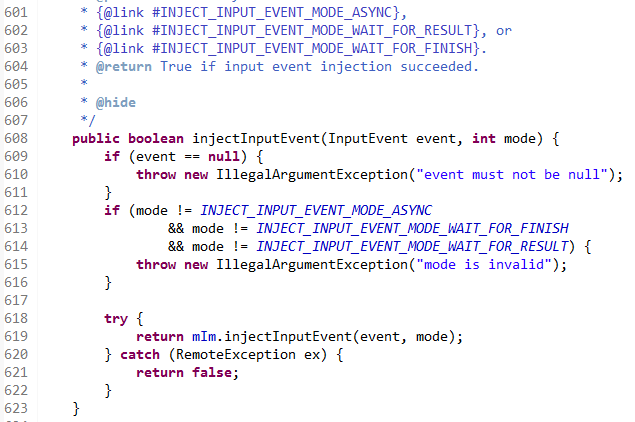 601 * {@link #INJECT_INPUT_EVENT_MODE_ASYNC},
602 * {@link #INJECT_INPUT_EVENT_MODE_WAIT_FOR_RESULT}, or
603 * {@link #INJECT_INPUT_EVENT_MODE_WAIT_FOR_FINISH}.
604 * @return True if input event injection succeeded.
605 *
606 * @hide
607 */
608 public boolean injectInputEvent(InputEvent event, int mode) {
609 if (event == null) {
610 throw new IllegalArgumentException("event must not be null");
611 }
612 if (mode != INJECT_INPUT_EVENT_MODE_ASYNC
613 && mode != INJECT_INPUT_EVENT_MODE_WAIT_FOR_FINISH
614 && mode != INJECT_INPUT_EVENT_MODE_WAIT_FOR_RESULT) {
615 throw new IllegalArgumentException("mode is invalid");
616 }
617
618 try {
619 return mIm.injectInputEvent(event, mode);
620 } catch (RemoteException ex) {
621 return false;
622 }
623 }